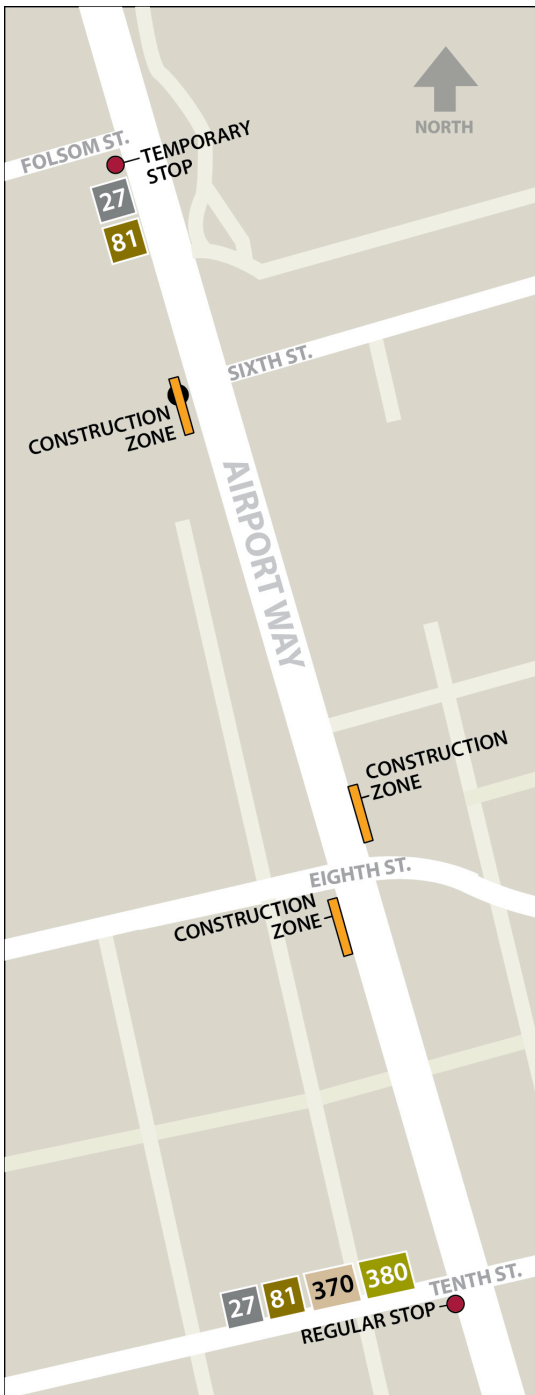 NORTH
FOLSOM ST.
TEMPORARY
STOP
27
81
SIXTH ST.
CONSTRUCTION
ZONE
AIRPORT WAY
CONSTRUCTION
ZONE
EIGHTH ST.
CONSTRUCTION
ZONE
27 81 370 380
TENTH ST.
REGULAR STOP